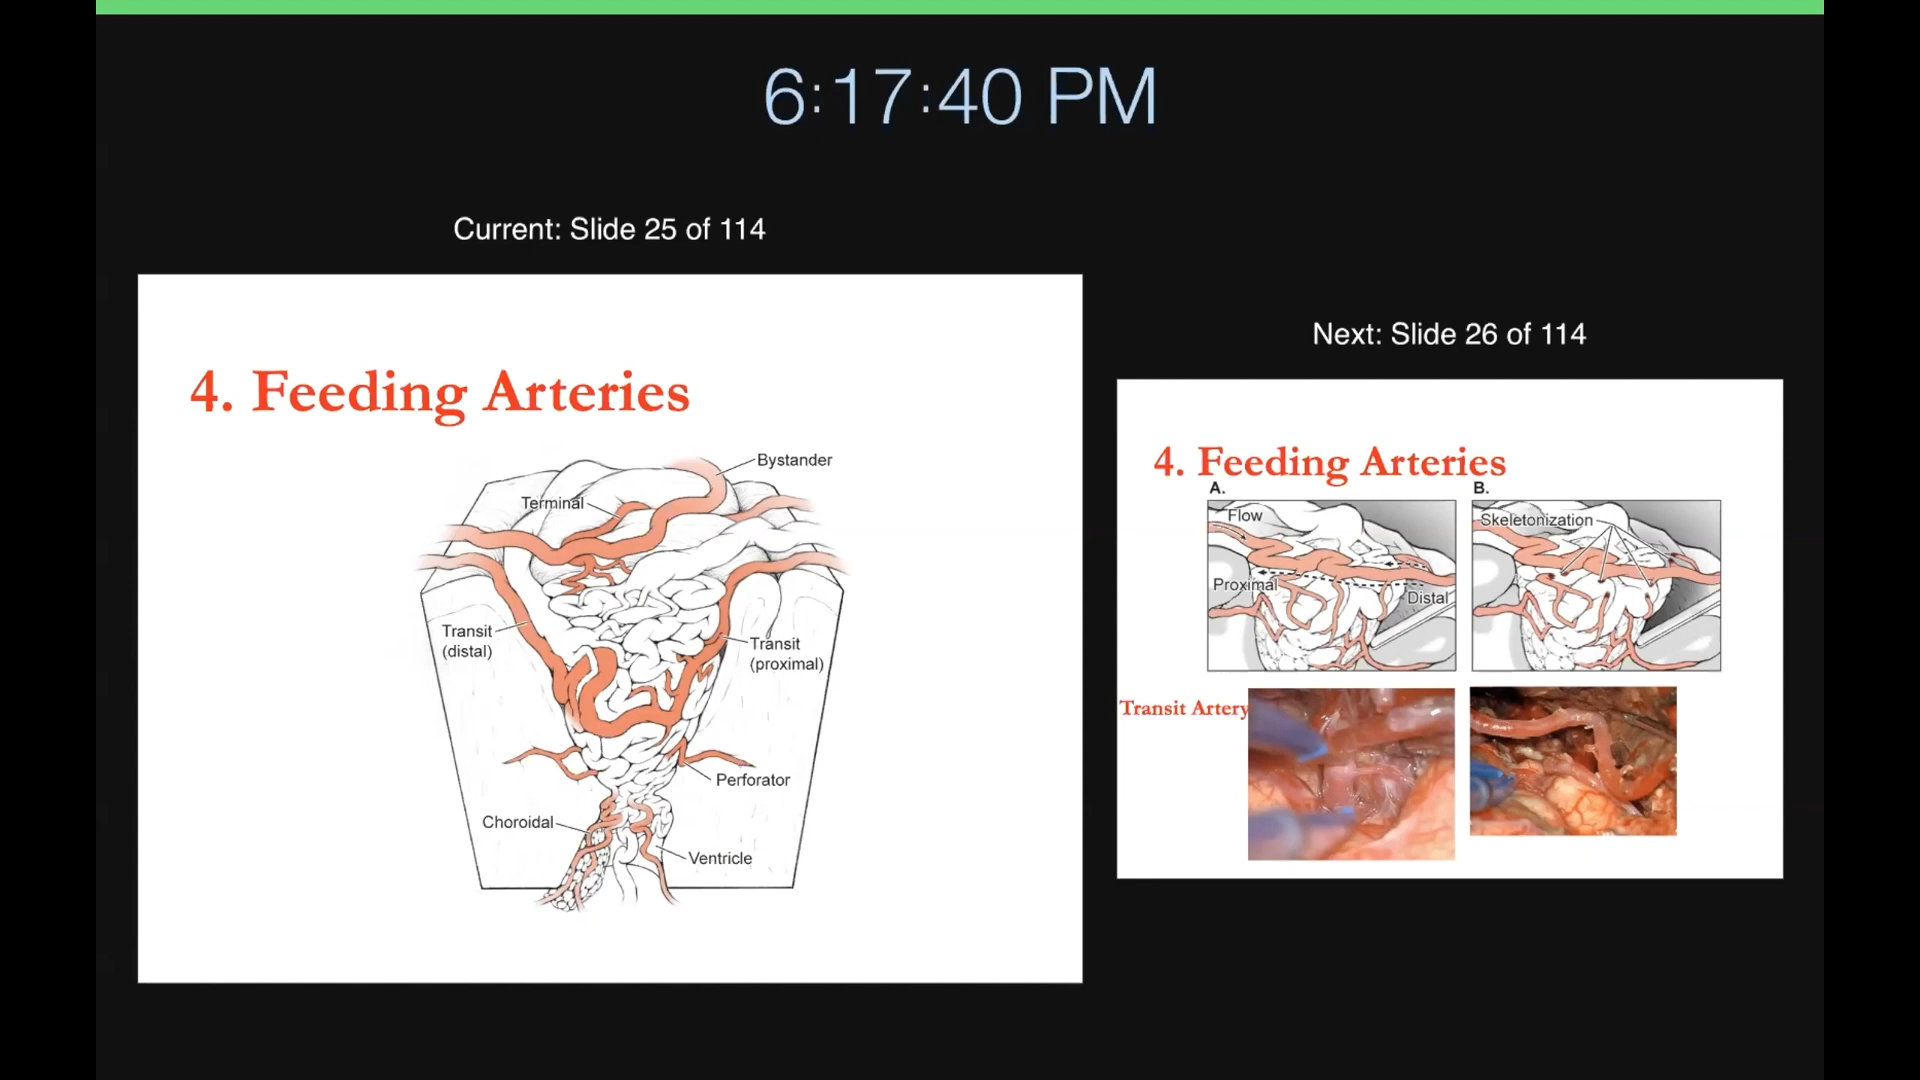 6:17:40 PM
Current: Slide 25 of 114
4. Feeding Arteries
Bystander
Terminal
Transit
(distal)
Transit
(proximal)
Perforator
Choroidal
Ventricle
Next: Slide 26 of 114
4. Feeding Arteries
A.
B.
Flow
Skeletonization
Proximal
Distal
Transit Artery